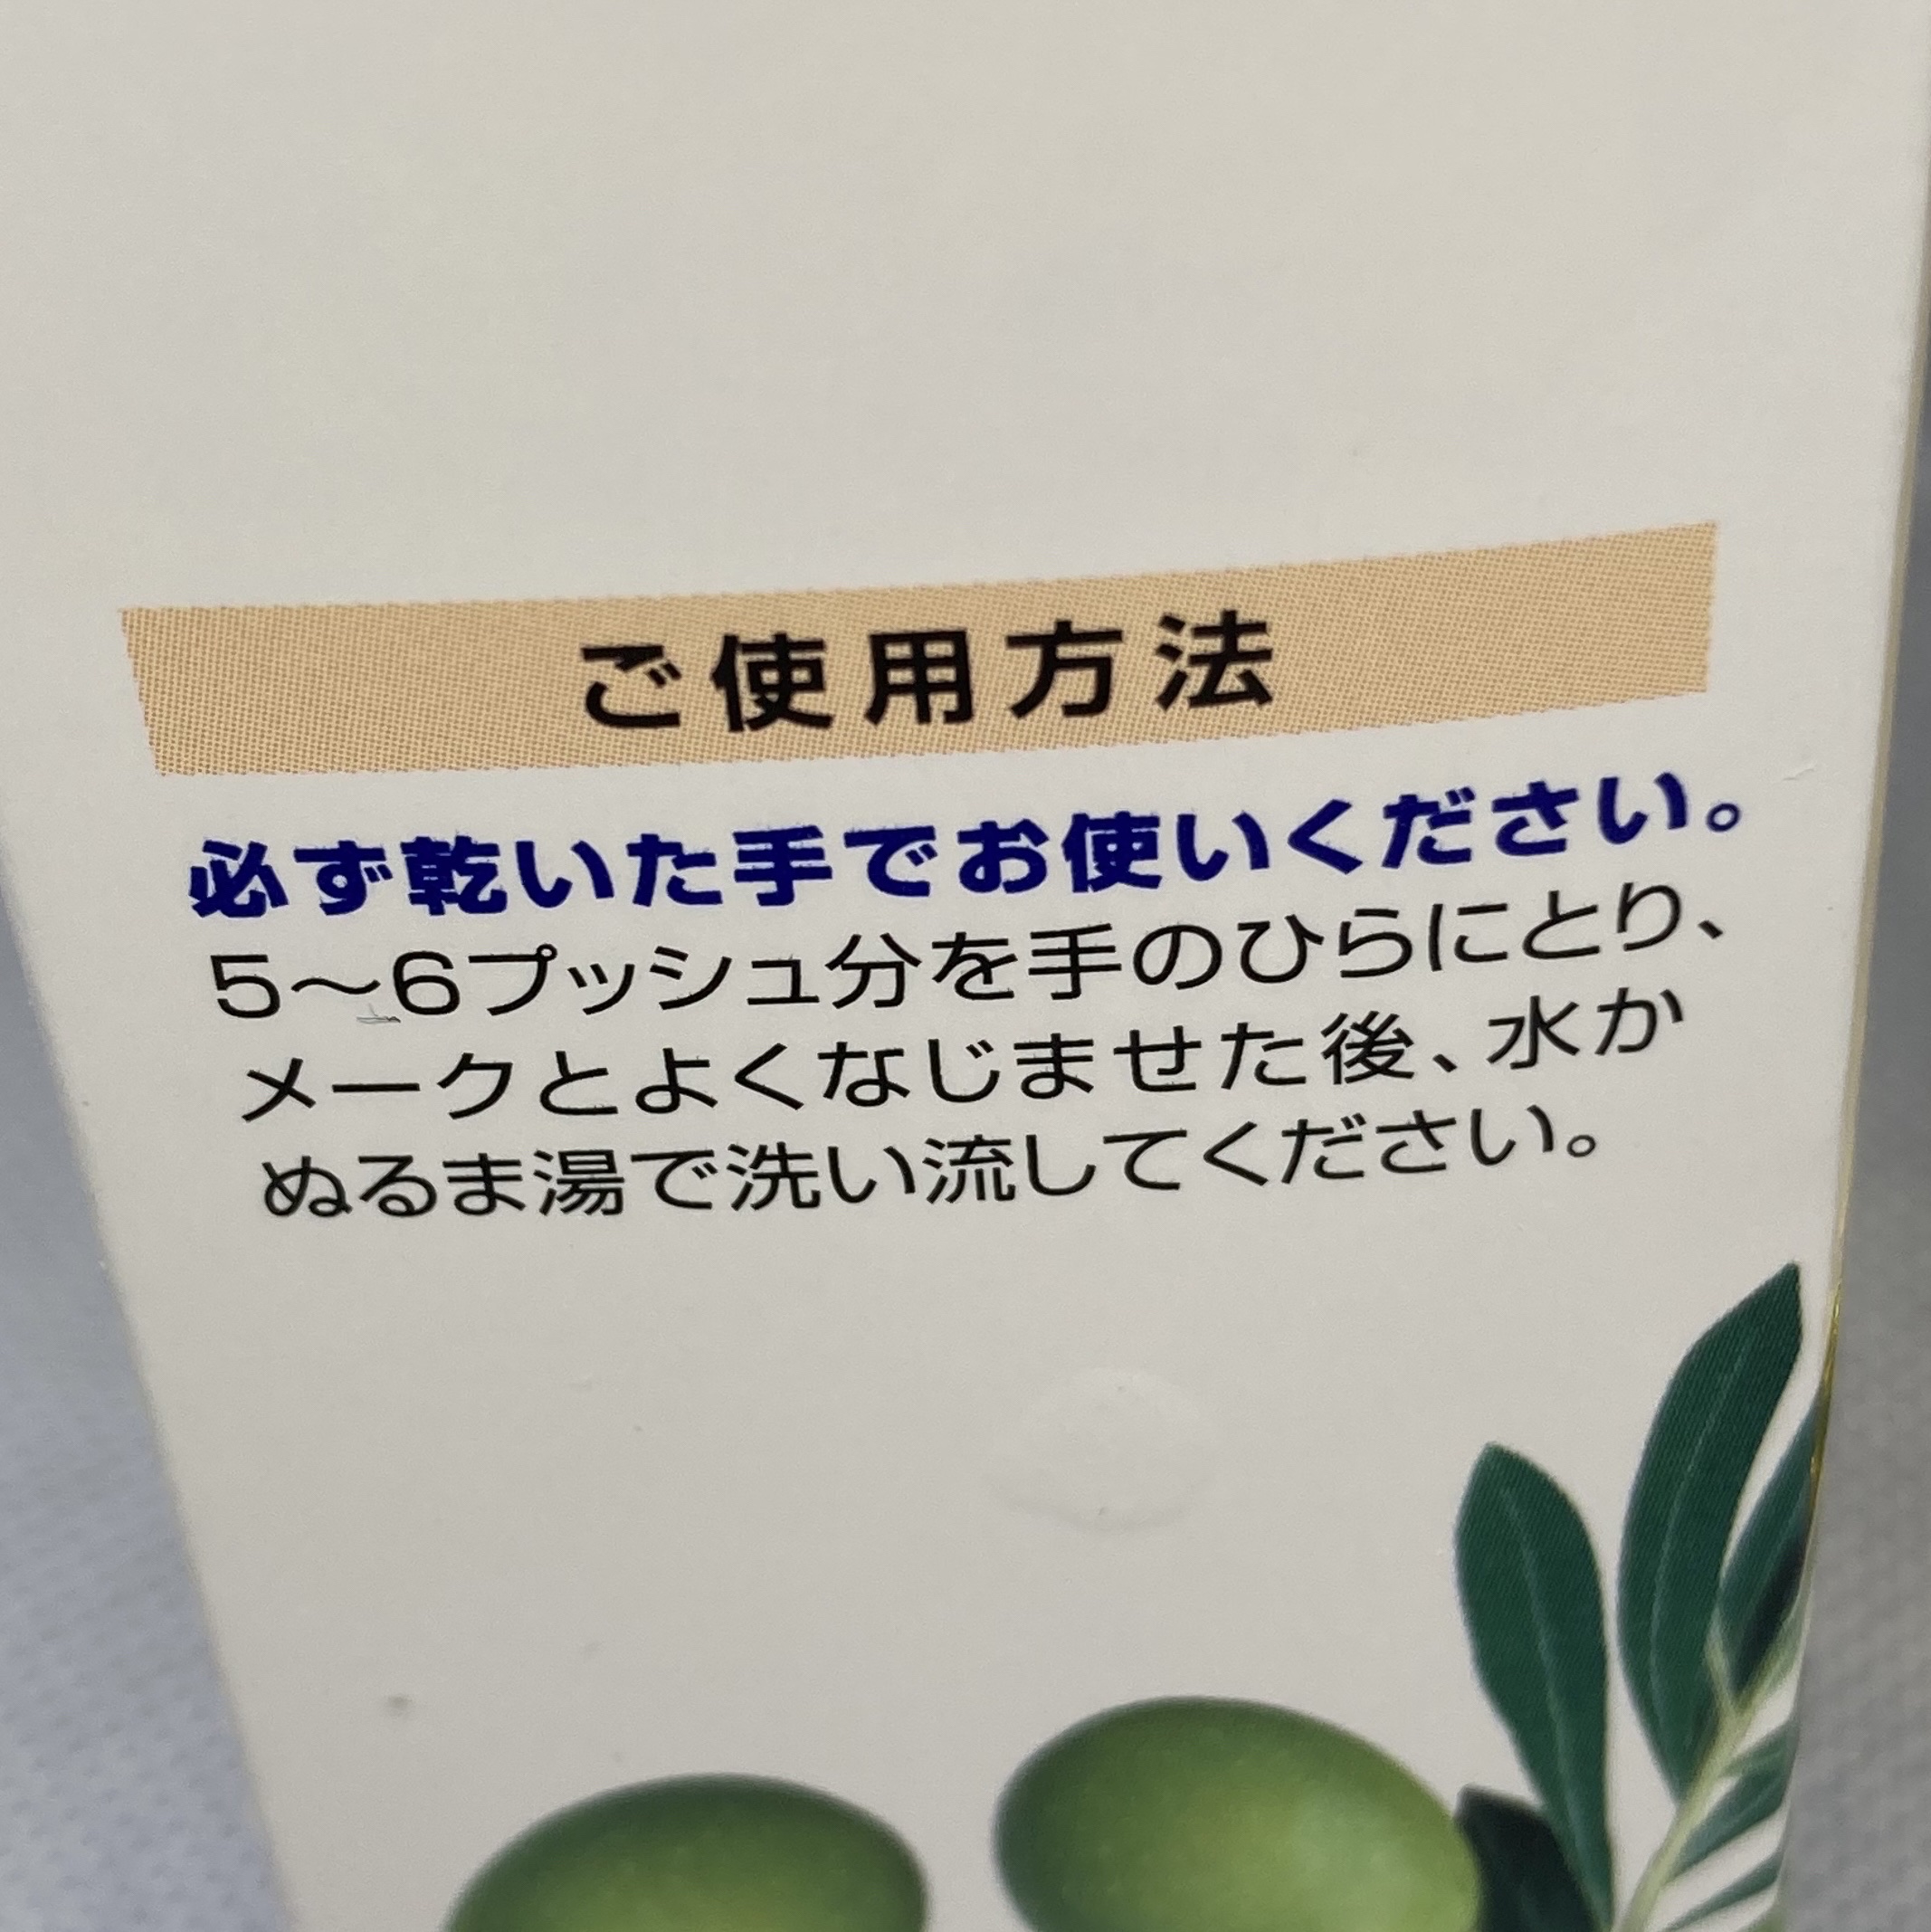 ご使用方法
必ず乾いた手でお使いください。
5〜6プッシュ分を手のひらにとり、
メークとよくなじませた後、水か
ぬるま湯で洗い流してください。